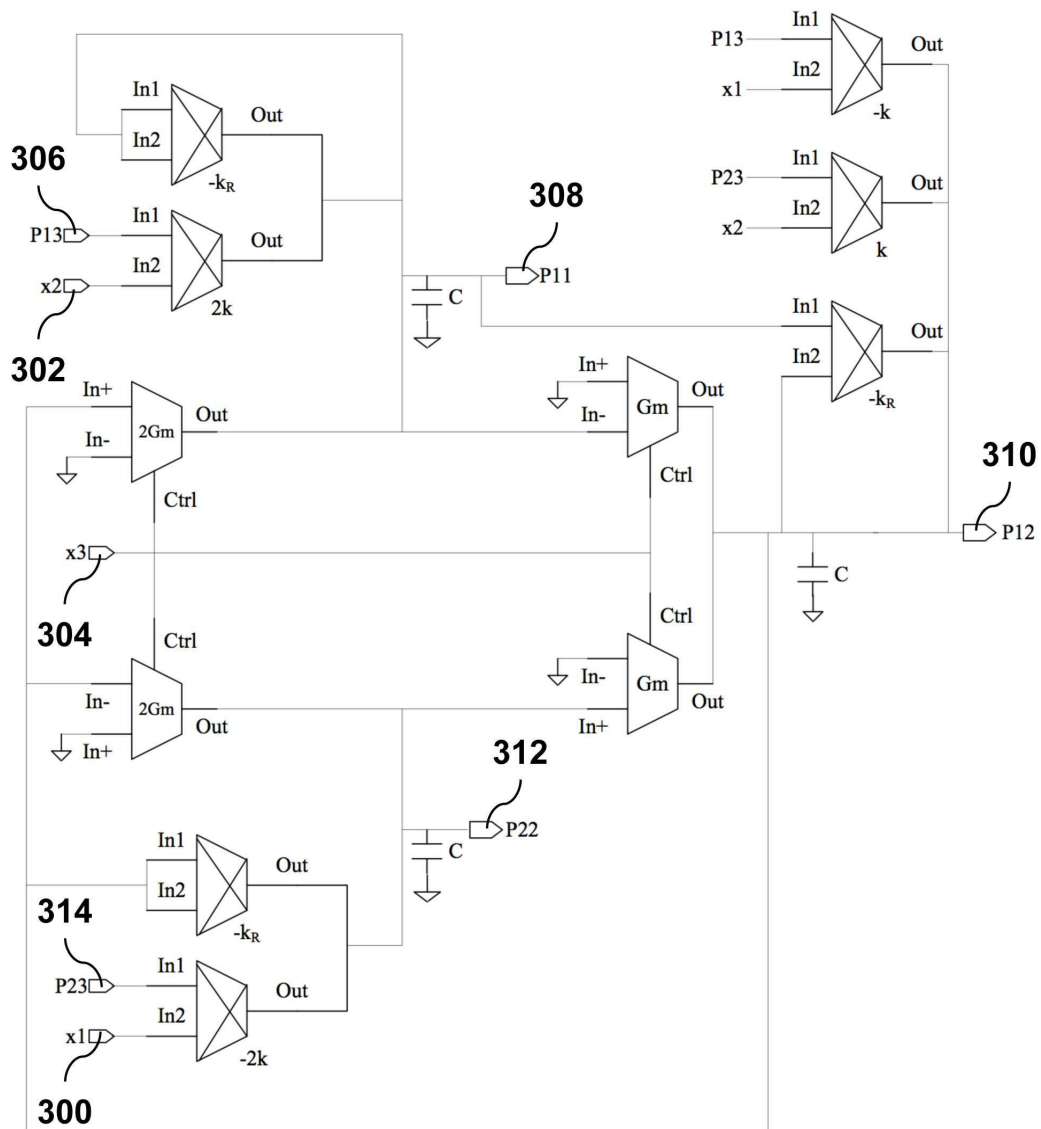 In1
P13
Out
In2
x1
-k
In1
Out
In2
-kR
306
In1
P13
Out
In2
x2
2k
302
308
P11
C
In1
P23
Out
In2
x2
k
In1
Out
In2
-kR
In+
Out
2Gm
In-
Ctrl
In+
Out
Gm
In-
Ctrl
310
P12
C
x3
304
Ctrl
In-
2Gm
Out
In+
Ctrl
Gm
In-
Out
In+
312
P22
C
In1
Out
In2
-kR
314
In1
P23
Out
In2
x1
-2k
300